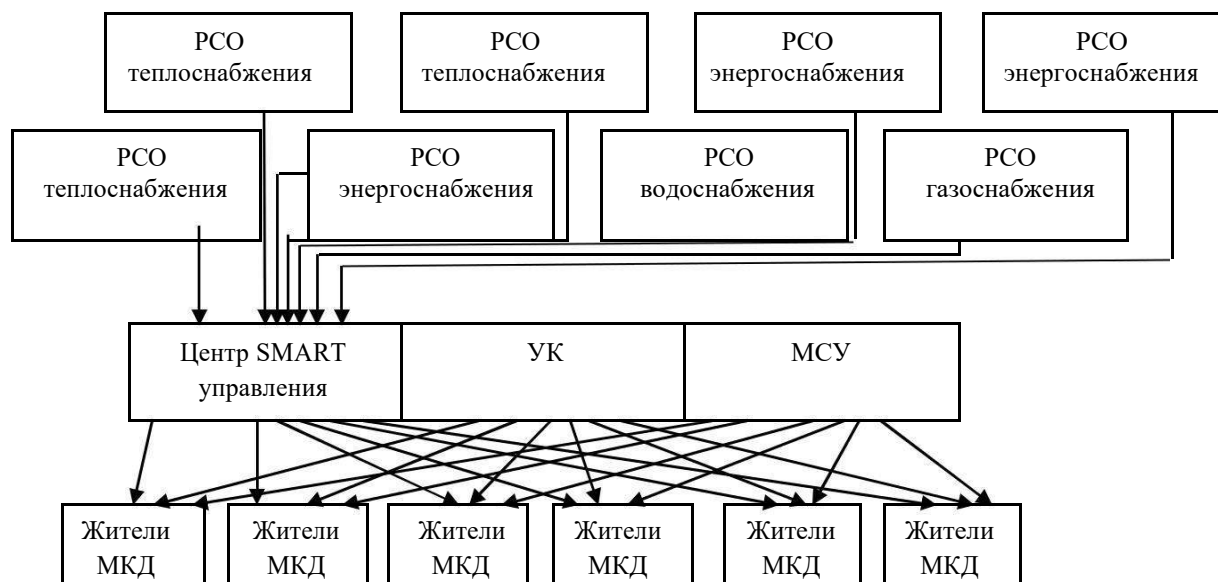 РСО
теплоснабжения
РСО
теплоснабжения
РСО
энергоснабжения
РСО
энергоснабжения
РСО
теплоснабжения
РСО
энергоснабжения
РСО
водоснабжения
РСО
газоснабжения
Центр SMART
управления
УК
МСУ
Жители
МКД
Жители
МКД
Жители
МКД
Жители
МКД
Жители
МКД
Жители
МКД